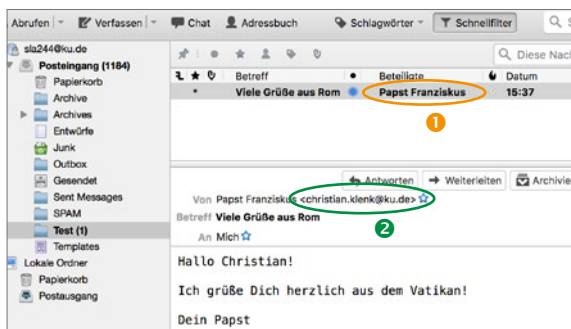 Abrufen Verfassen Chat Adressbuch Schlagwörter Schnellfilter
sla244@ku.de
Posteingang (1184)
Papierkorb
Archive
Archives
Entwürfe
Junk
Outbox
Gesendet
Sent Messages
SPAM
Test (1)
Templates
Lokale Ordner
Papierkorb
Postausgang
Diese Nach
Betreff Beteiligte Datum
Viele Grüße aus Rom Papst Franziskus 15:37
1
Antworten Weiterleiten Archivie
Von Papst Franziskus <christian.klenk@ku.de>
2
Betreff Viele Grüße aus Rom
An Mich
Hallo Christian!
Ich grüße Dich herzlich aus dem Vatikan!
Dein Papst